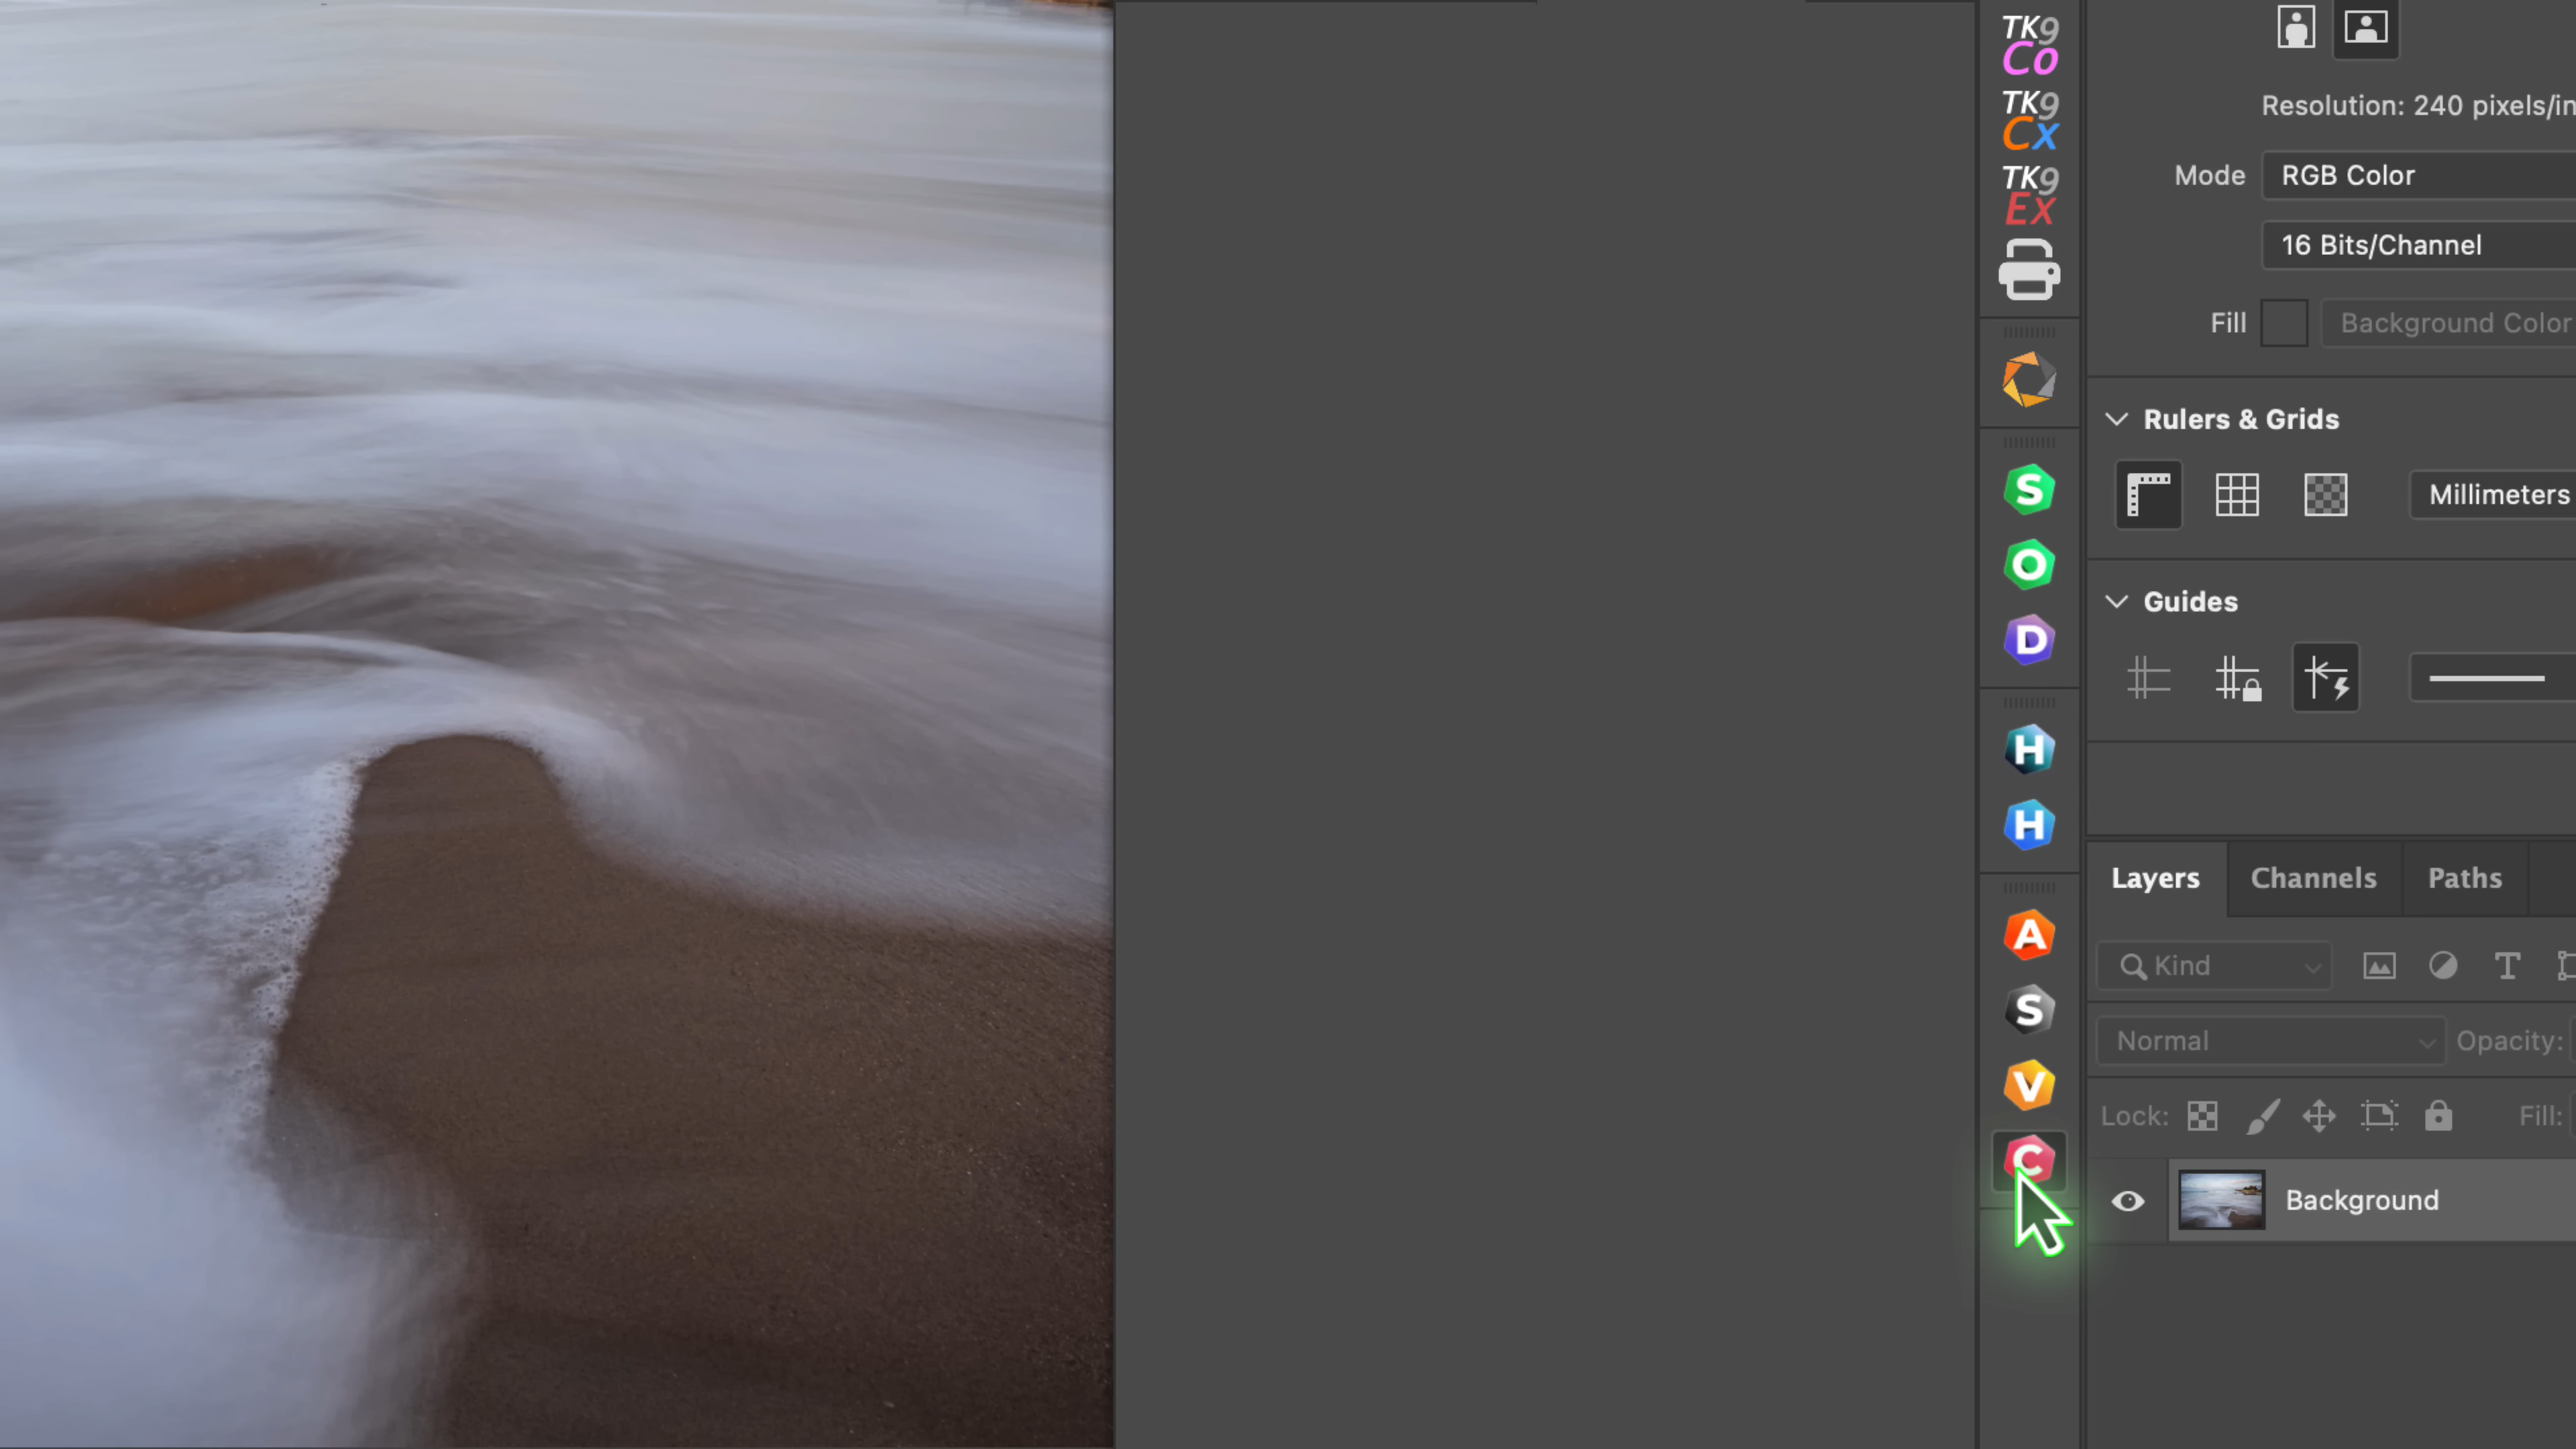 TK9
Co
TK9
Cx
TK9
Ex
S
O
D
H
H
A
S
V
C
Resolution: 240 pixels/in
Mode RGB Color
16 Bits/Channel
Fill Background Color
Rulers & Grids
Millimeters
Guides
Layers Channels Paths
Kind
Normal Opacity:
Lock: Fill:
Background